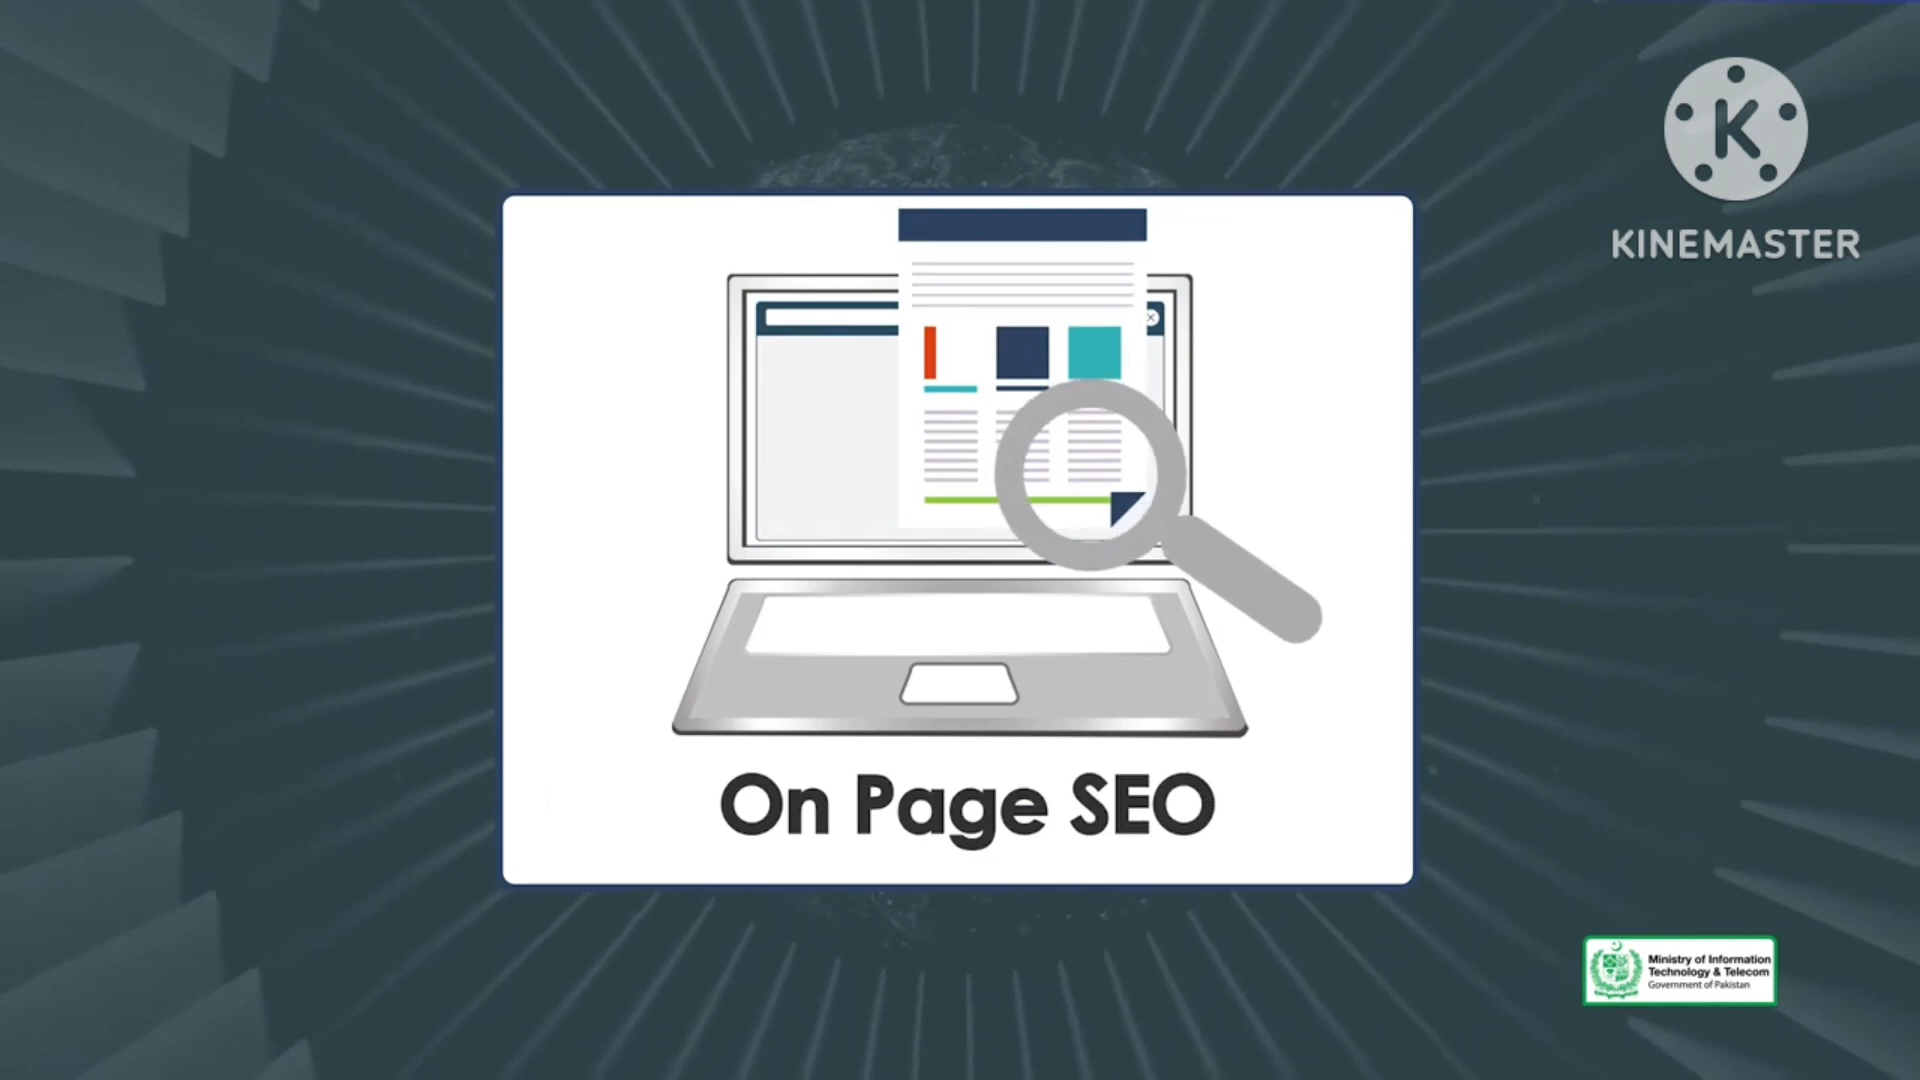 KINEMASTER
On Page SEO
Ministry of Information
Technology & Telecom
Government of Pakistan